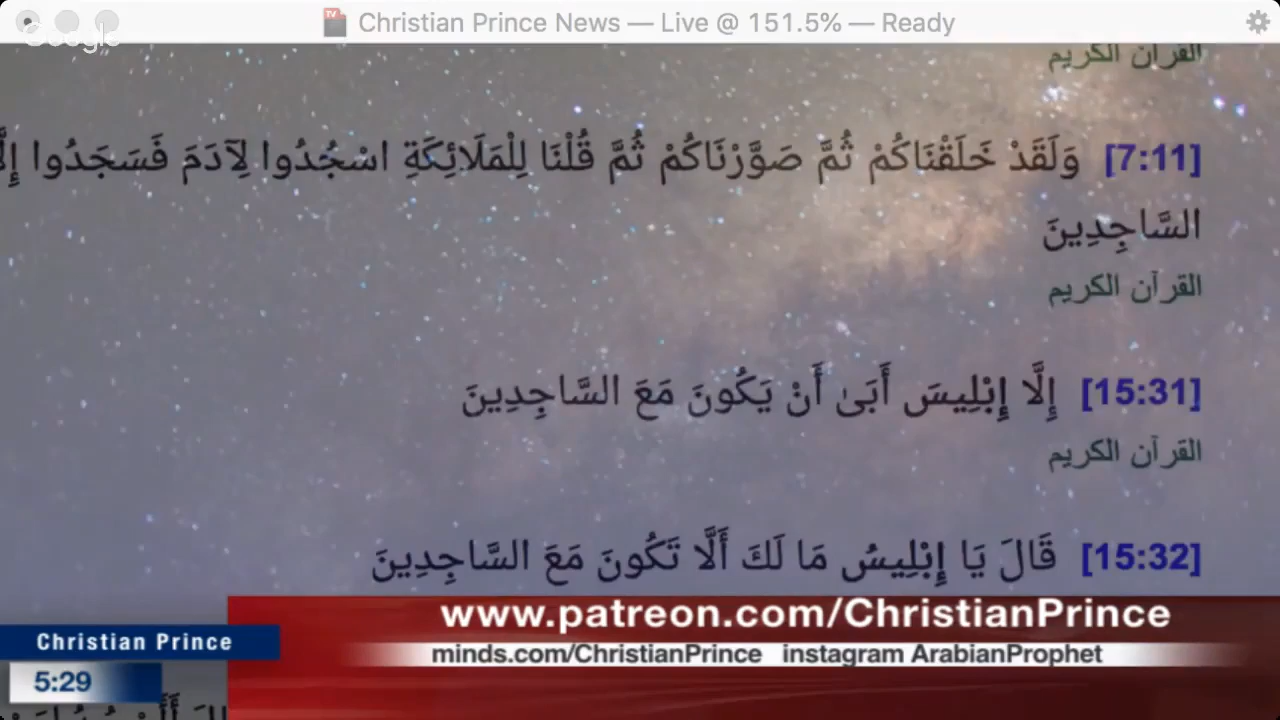 Christian Prince News — Live @ 151.5% — Ready
Google
القرآن الكريم
[7:11] وَلَقَدْ خَلَقْنَاكُمْ ثُمَّ صَوَّرْنَاكُمْ ثُمَّ قُلْنَا لِلْمَلَائِكَةِ اسْجُدُوا لِآدَمَ فَسَجَدُوا
السَّاجِدِينَ
القرآن الكريم
[15:31] إِلَّا إِبْلِيسَ أَبَىٰ أَنْ يَكُونَ مَعَ السَّاجِدِينَ
القرآن الكريم
[15:32] قَالَ يَا إِبْلِيسُ مَا لَكَ أَلَّا تَكُونَ مَعَ السَّاجِدِينَ
www.patreon.com/ChristianPrince
Christian Prince
minds.com/ChristianPrince instagram ArabianProphet
5:29